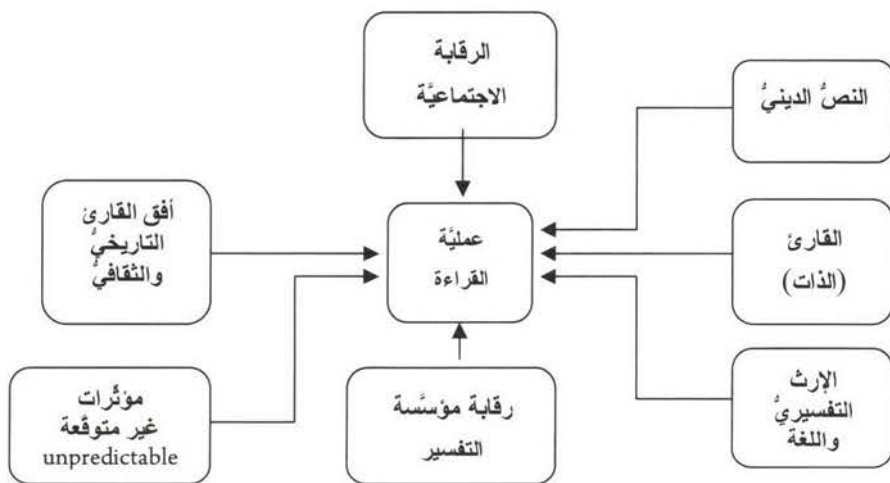 الرقابة
الاجتماعيَّة
النصُّ الدينيُّ
القارئ
(الذات)
الإرث
التفسيريُّ
واللغة
عمليَّة
القراءة
أفق القارئ
التاريخيُّ
والثقافيُّ
رقابة مؤسَّسة
التفسير
مؤثِّرات
غير متوقَّعة
unpredictable